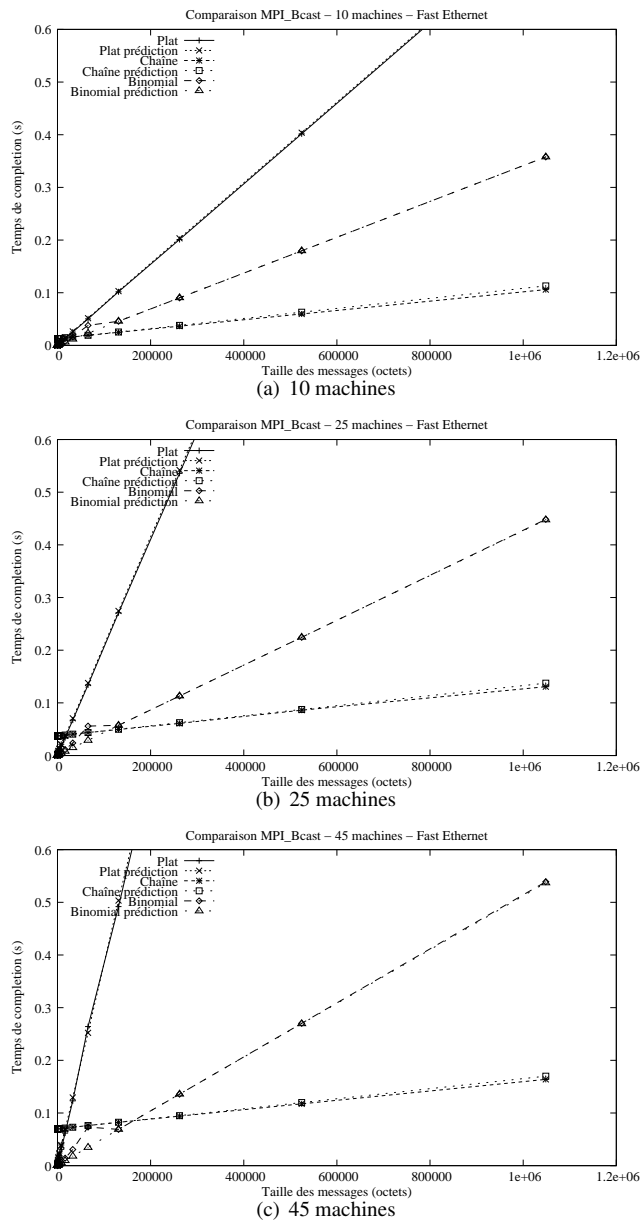 Comparaison MPI_Bcast – 10 machines – Fast Ethernet
0.6
0.5
0.4
0.3
0.2
0.1
0
Temps de completion (s)
Plat
Plat prédiction
Chaîne
Chaîne prédiction
Binomial
Binomial prédiction
0 200000 400000 600000 800000 1e+06 1.2e+06
Taille des messages (octets)
(a) 10 machines
Comparaison MPI_Bcast – 25 machines – Fast Ethernet
0.6
0.5
0.4
0.3
0.2
0.1
0
Temps de completion (s)
Plat
Plat prédiction
Chaîne
Chaîne prédiction
Binomial
Binomial prédiction
0 200000 400000 600000 800000 1e+06 1.2e+06
Taille des messages (octets)
(b) 25 machines
Comparaison MPI_Bcast – 45 machines – Fast Ethernet
0.6
0.5
0.4
0.3
0.2
0.1
0
Temps de completion (s)
Plat
Plat prédiction
Chaîne
Chaîne prédiction
Binomial
Binomial prédiction
0 200000 400000 600000 800000 1e+06 1.2e+06
Taille des messages (octets)
(c) 45 machines